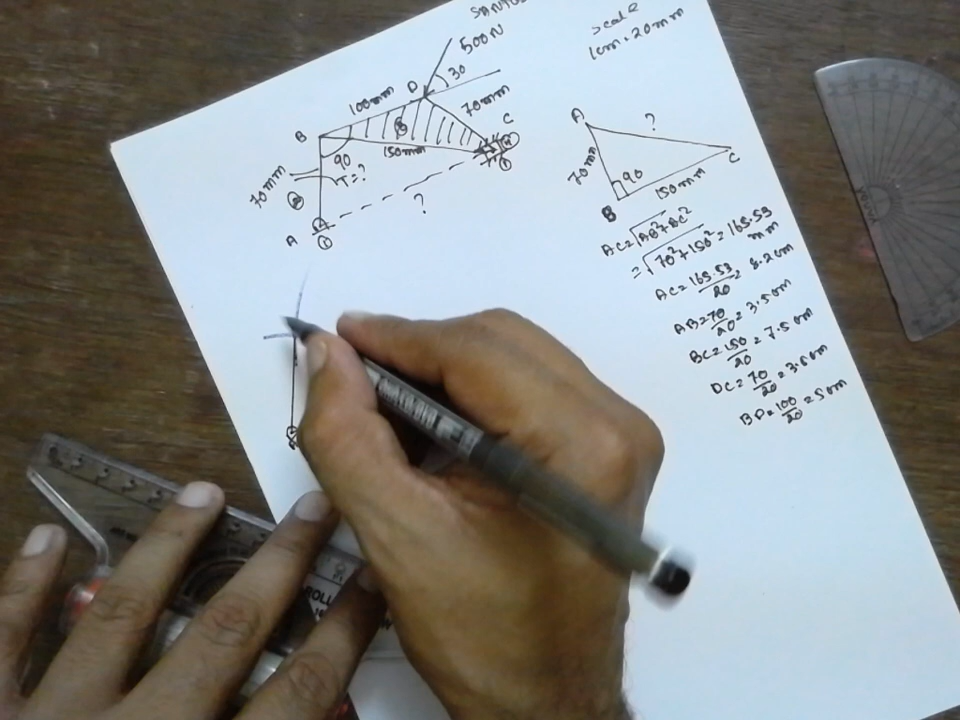 SANTOS
scale
1cm = 20mm
500N
30
D
100mm
70mm
C
B
90
150mm
T=?
70mm
?
A
A
?
70mm
90
150mm
C
B
AC=√AB²+BC²
=√70²+150² = 165.53
mm
AC=165.53/20= 8.2cm
AB=70/20= 3.5cm
BC=150/20= 7.5cm
DC=70/20= 3.5cm
BD=100/20=5cm
ROLL